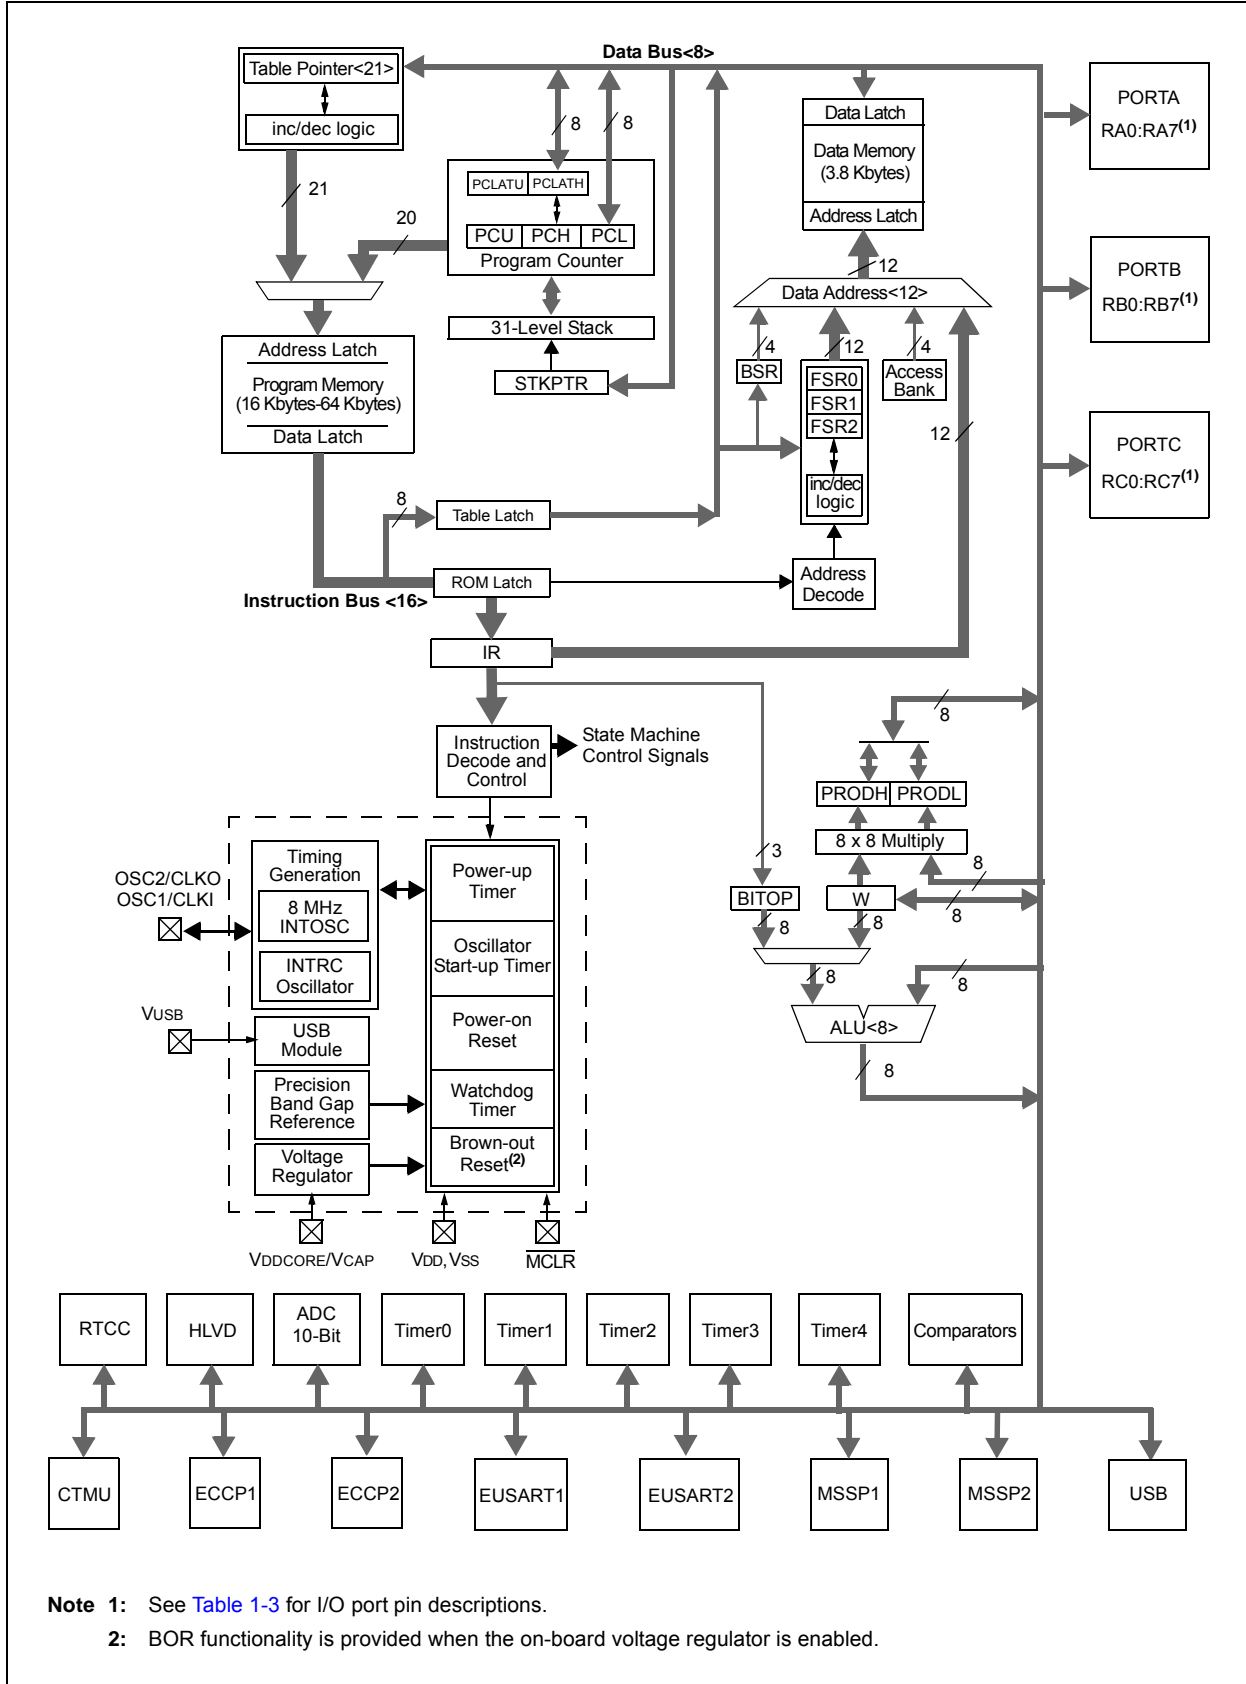 Data Bus<8>
Table Pointer<21>
inc/dec logic
21
20
8
8
PCLATU
PCLATH
PCU
PCH
PCL
Program Counter
31-Level Stack
STKPTR
Data Latch
Data Memory
(3.8 Kbytes)
Address Latch
12
Data Address<12>
4
12
4
BSR
FSR0
FSR1
FSR2
inc/dec
logic
Access
Bank
12
PORTA
RA0:RA7(1)
PORTB
RB0:RB7(1)
PORTC
RC0:RC7(1)
Address Latch
Program Memory
(16 Kbytes-64 Kbytes)
Data Latch
8
Table Latch
ROM Latch
Instruction Bus <16>
Address
Decode
IR
Instruction
Decode and
Control
State Machine
Control Signals
8
PRODH
PRODL
8 x 8 Multiply
3
8
BITOP
W
8
8
8
8
8
ALU<8>
8
OSC2/CLKO
OSC1/CLKI
Timing
Generation
8 MHz
INTOSC
INTRC
Oscillator
VUSB
USB
Module
Precision
Band Gap
Reference
Voltage
Regulator
Power-up
Timer
Oscillator
Start-up Timer
Power-on
Reset
Watchdog
Timer
Brown-out
Reset(2)
VDDCORE/VCAP
VDD, VSS
MCLR
RTCC
HLVD
ADC
10-Bit
Timer0
Timer1
Timer2
Timer3
Timer4
Comparators
CTMU
ECCP1
ECCP2
EUSART1
EUSART2
MSSP1
MSSP2
USB
Note 1: See Table 1-3 for I/O port pin descriptions.
2: BOR functionality is provided when the on-board voltage regulator is enabled.